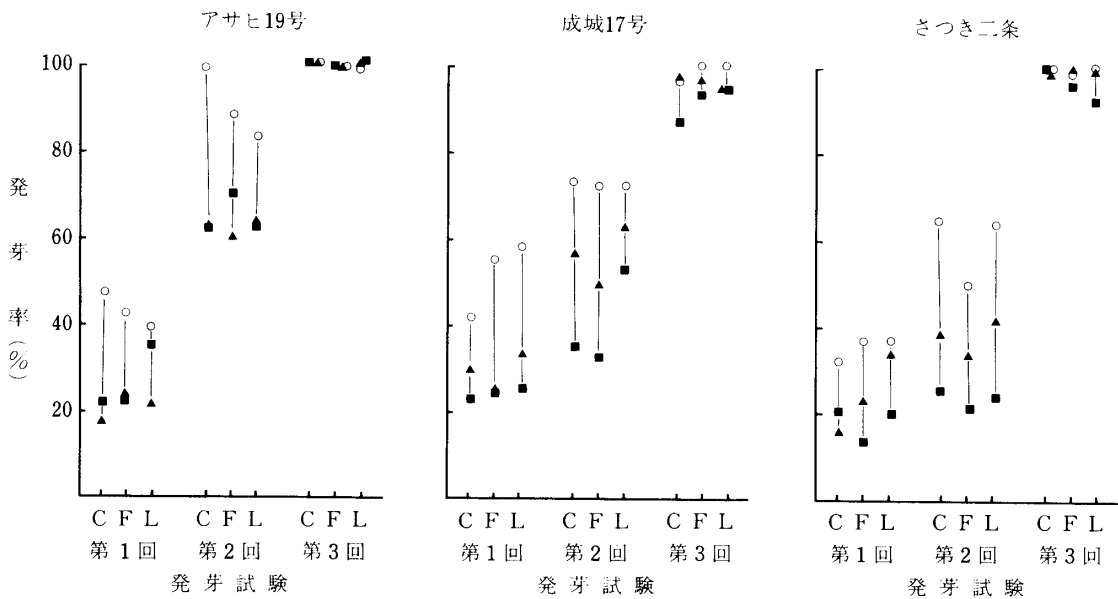 アサヒ19号
成城17号
さつき二条
発芽率(%)
100
80
60
40
20
C F L C F L C F L
第1回 第2回 第3回
発芽試験
C F L C F L C F L
第1回 第2回 第3回
発芽試験
C F L C F L C F L
第1回 第2回 第3回
発芽試験